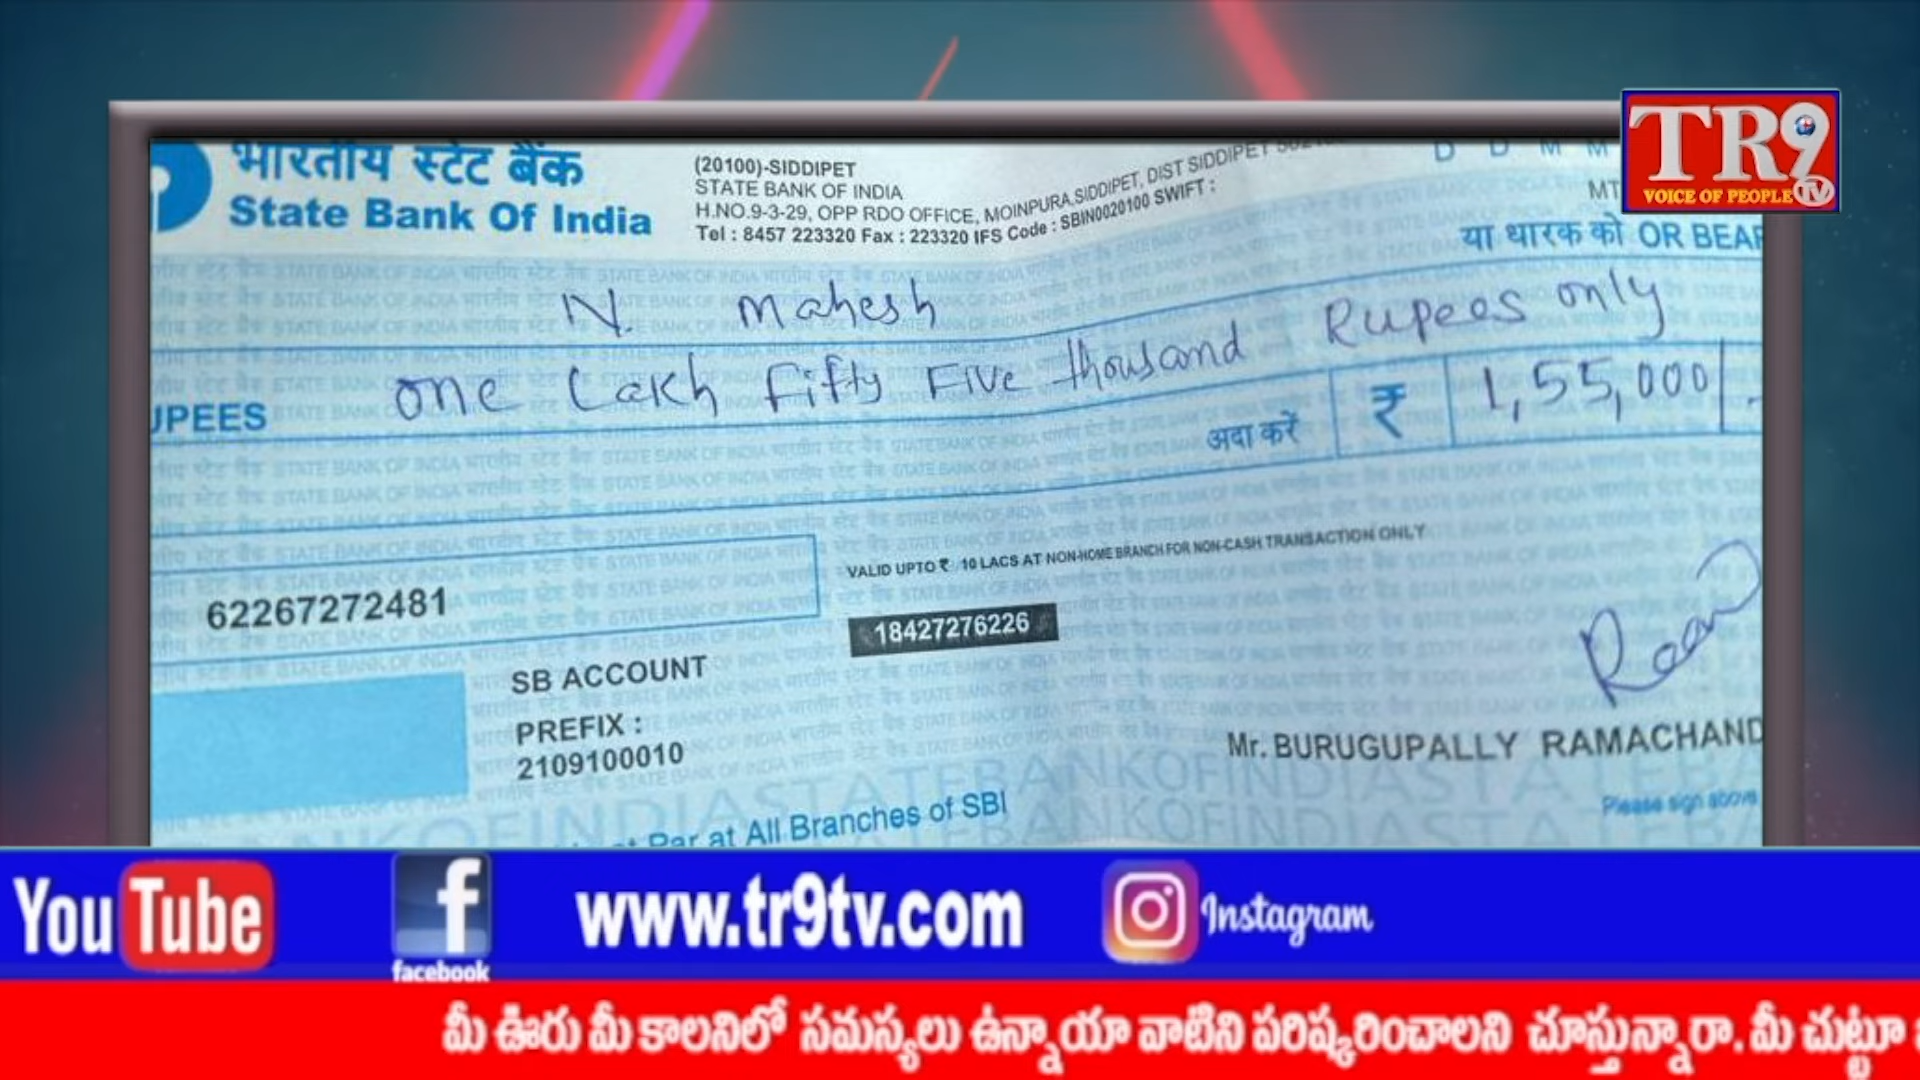 TR9
TV
VOICE OF PEOPLE
भारतीय स्टेट बैंक
State Bank Of India
(20100)-SIDDIPET
STATE BANK OF INDIA
H.NO.9-3-29, OPP RDO OFFICE, MOINPURA,SIDDIPET, DIST SIDDIPET
Tel : 8457 223320 Fax : 223320 IFS Code : SBIN0020100 SWIFT :
D D M M
या धारक को OR BEAR
N. Mahesh
UPEES one Lakh Fifty Five thousand Rupees only
अदा करें ₹ 1,55,000/-
VALID UPTO ₹ 10 LACS AT NON-HOME BRANCH FOR NON-CASH TRANSACTION ONLY
62267272481
18427276226
SB ACCOUNT
PREFIX :
2109100010
Mr. BURUGUPALLY RAMACHAND
Please sign above
Par at All Branches of SBI
YouTube
facebook
www.tr9tv.com
Instagram
మీ ఊరు మీ కాలనిలో సమస్యలు ఉన్నాయా వాటిని పరిష్కరించాలని చూస్తున్నారా. మీ చుట్టూ